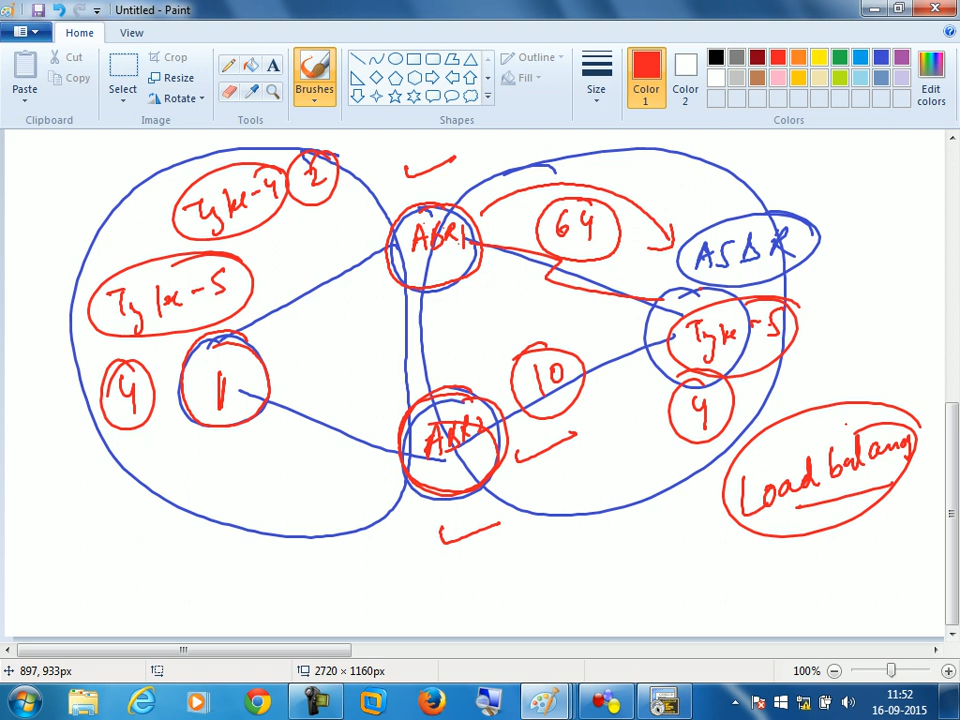 Untitled - Paint
Home
View
Paste
Cut
Copy
Clipboard
Select
Crop
Resize
Rotate
Image
Tools
Brushes
Shapes
Outline
Fill
Size
Color 1
Color 2
Edit colors
Colors
Type-4
2
ABR1
64
ASBR
Type-5
Type-5
4
1
10
4
ABR2
Load balang
897, 933px
2720 × 1160px
100%
11:52
16-09-2015